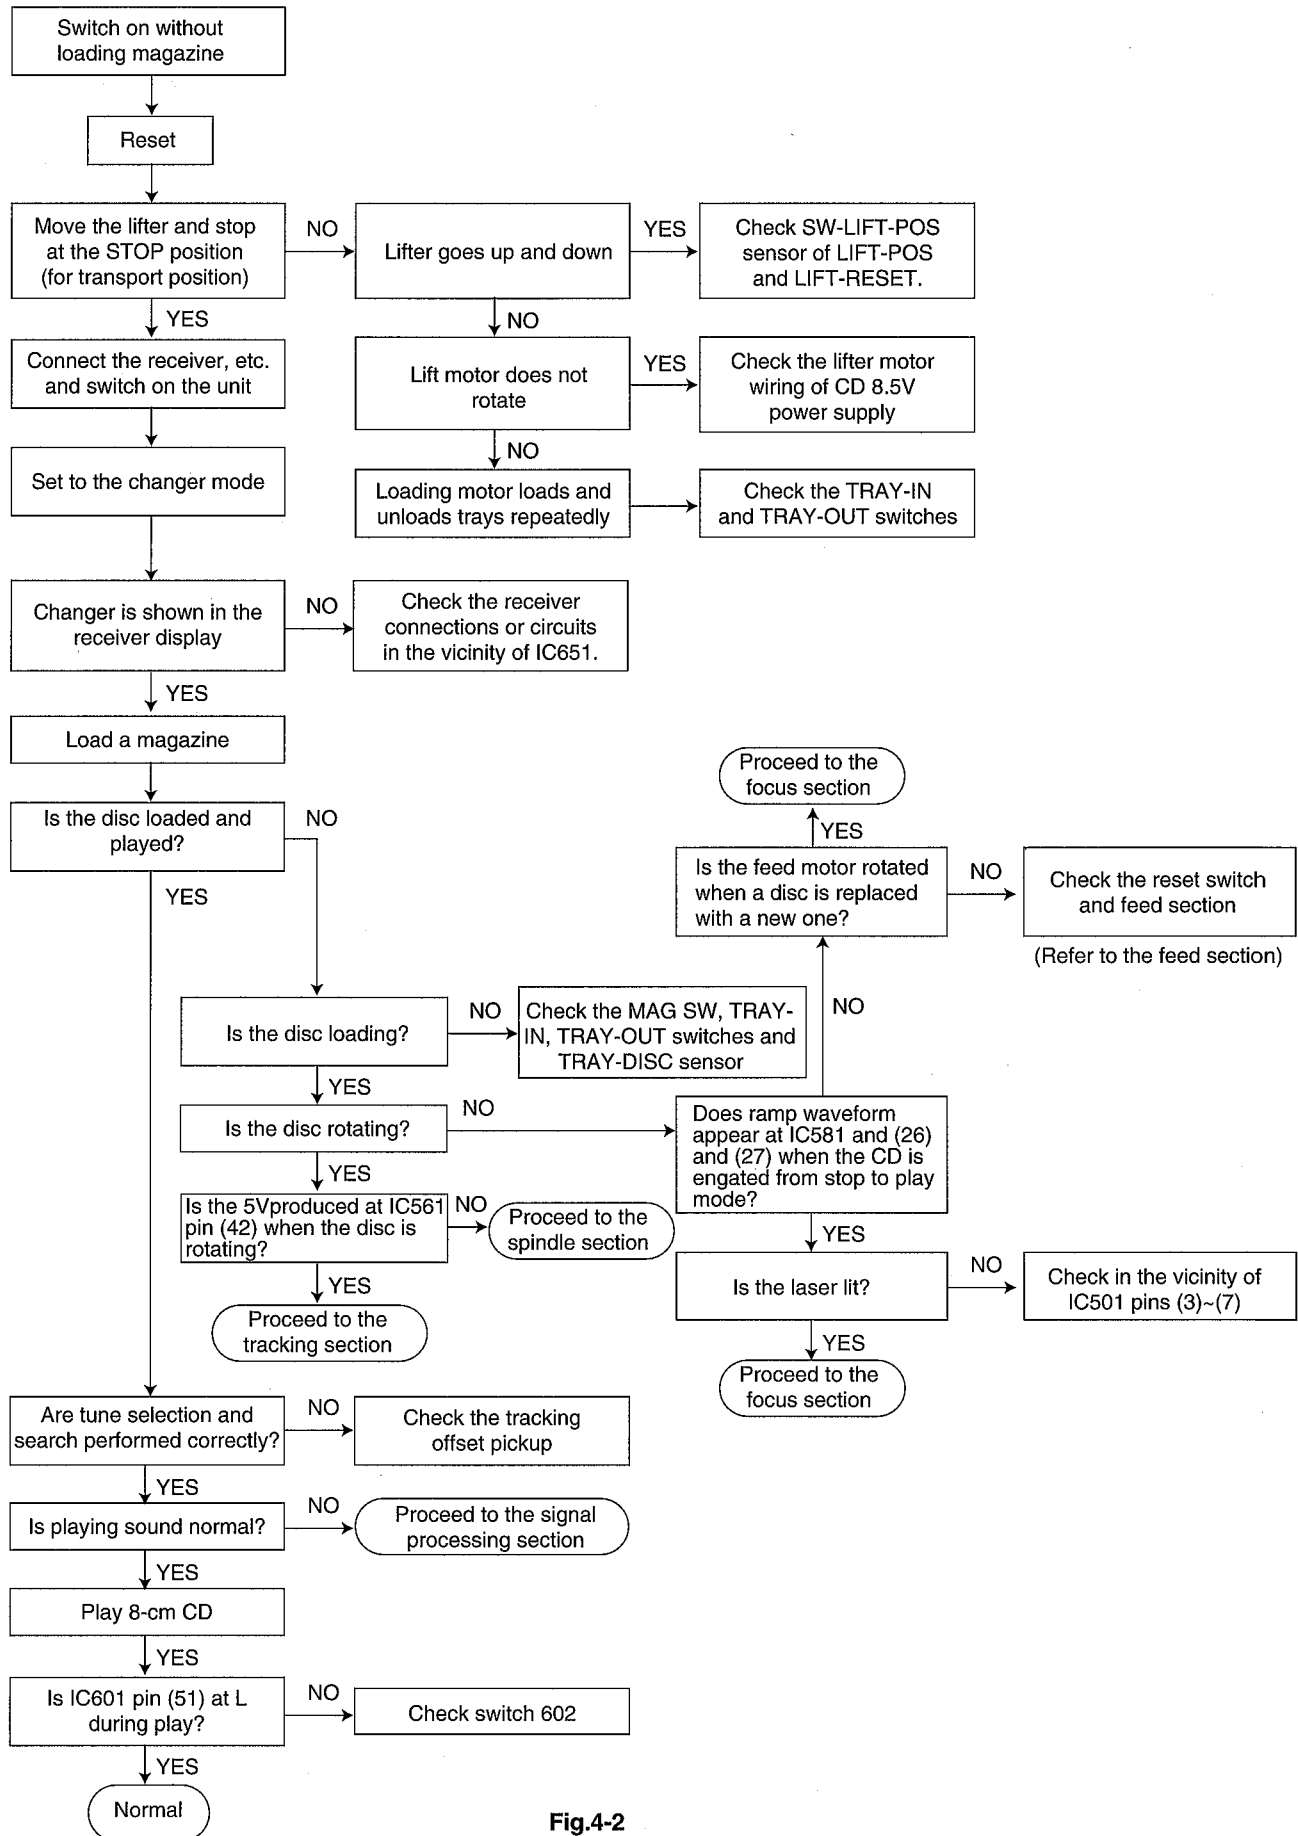 Switch on without
loading magazine
Reset
Move the lifter and stop
at the STOP position
(for transport position)
NO
Lifter goes up and down
YES
Check SW-LIFT-POS
sensor of LIFT-POS
and LIFT-RESET.
YES
NO
Connect the receiver, etc.
and switch on the unit
Lift motor does not
rotate
YES
Check the lifter motor
wiring of CD 8.5V
power supply
NO
Set to the changer mode
Loading motor loads and
unloads trays repeatedly
Check the TRAY-IN
and TRAY-OUT switches
Changer is shown in the
receiver display
NO
Check the receiver
connections or circuits
in the vicinity of IC651.
YES
Load a magazine
Is the disc loaded and
played?
NO
YES
Proceed to the
focus section
YES
Is the feed motor rotated
when a disc is replaced
with a new one?
NO
Check the reset switch
and feed section
(Refer to the feed section)
NO
Is the disc loading?
NO
Check the MAG SW, TRAY-
IN, TRAY-OUT switches and
TRAY-DISC sensor
YES
Is the disc rotating?
NO
Does ramp waveform
appear at IC581 and (26)
and (27) when the CD is
engated from stop to play
mode?
YES
Is the 5Vproduced at IC561
pin (42) when the disc is
rotating?
NO
Proceed to the
spindle section
YES
Is the laser lit?
NO
Check in the vicinity of
IC501 pins (3)~(7)
YES
Proceed to the
tracking section
YES
Proceed to the
focus section
Are tune selection and
search performed correctly?
NO
Check the tracking
offset pickup
YES
Is playing sound normal?
NO
Proceed to the signal
processing section
YES
Play 8-cm CD
YES
Is IC601 pin (51) at L
during play?
NO
Check switch 602
YES
Normal
Fig.4-2